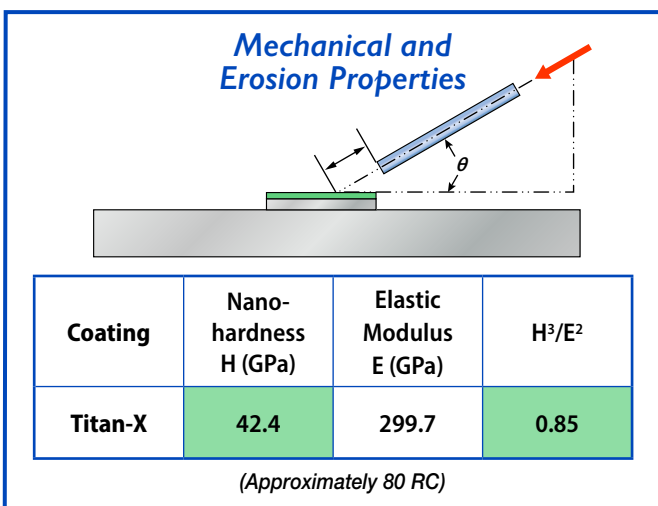 Mechanical and
Erosion Properties
θ
Coating
Nano-
hardness
H (GPa)
Elastic
Modulus
E (GPa)
H³/E²
Titan-X
42.4
299.7
0.85
(Approximately 80 RC)